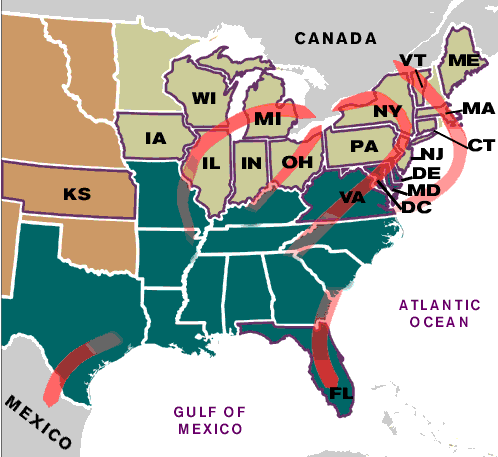 CANADA
VT
ME
WI
MI
NY
MA
IA
IL
IN
OH
PA
CT
NJ
DE
MD
DC
KS
VA
ATLANTIC
OCEAN
FL
MEXICO
GULF OF
MEXICO